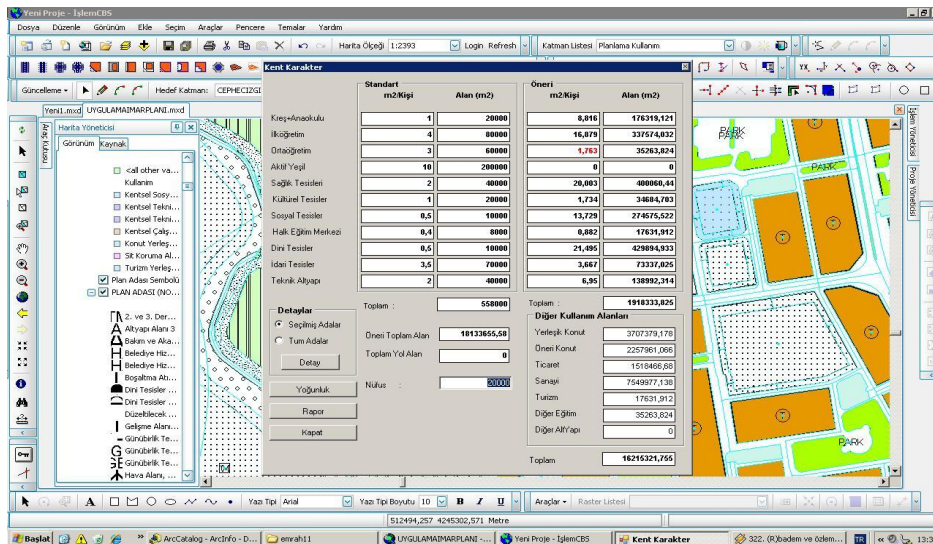 Yeni Proje - İşlemCBS
Dosya Düzenle Görünüm Ekle Seçim Araçlar Pencere Temalar Yardım
Harita Ölçeği 1:2393 Login Refresh Katman Listesi Planlama Kullanım
Güncelleme Hedef Katman: CEPHECIZGI
Yeni1.mxd UYGULAMAIMARPLANI.mxd
Araç Kutusu
Harita Yöneticisi
Görünüm Kaynak
<all other va...
Kullanim
Kentsel Sosy...
Kentsel Tekni...
Kentsel Tekni...
Kentsel Çalış...
Konut Yerleş...
Sit Koruma Al...
Turizm Yerleş...
Plan Adası Sembolü
PLAN ADASI (NO...
2. ve 3. Der...
Altyapı Alanı 3
Bakım ve Aka...
Belediye Hiz...
Belediye Hiz...
Boşaltma Atı...
Dini Tesisler ...
Dini Tesisler ...
Düzeltilecek ...
Gelişme Alanı...
Günübirlik Te...
Günübirlik Te...
Günübirlik Te...
Hava Alanı, ...
Kent Karakter
Standart Öneri
m2/Kişi Alan (m2) m2/Kişi Alan (m2)
Kreş+Anaokulu 1 20000 8,816 176319,121
İlköğretim 4 80000 16,879 337574,032
Ortaöğretim 3 60000 1,763 35263,824
Aktif Yeşil 10 200000 0 0
Sağlık Tesisleri 2 40000 20,003 400060,44
Kültürel Tesisler 1 20000 1,734 34684,703
Sosyal Tesisler 0,5 10000 13,729 274575,522
Halk Eğitim Merkezi 0,4 8000 0,882 17631,912
Dini Tesisler 0,5 10000 21,495 429894,933
İdari Tesisler 3,5 70000 3,667 73337,025
Teknik Altyapı 2 40000 6,95 138992,314
Toplam : 558000 Toplam : 1918333,825
Detaylar
Seçilmiş Adalar
Tum Adalar
Detay
Yoğunluk
Rapor
Kapat
Öneri Toplam Alan 18133655,58
Toplam Yol Alan 0
Nüfus : 20000
Diğer Kullanım Alanları
Yerleşik Konut 3707379,178
Öneri Konut 2257961,066
Ticaret 1518466,68
Sanayi 7549977,138
Turizm 17631,912
Diğer Eğitim 35263,824
Diğer AltYapı 0
Toplam 16215321,755
PARK
PARK
PARK
PARK
İşlem Yöneticisi
Proje Yöneticisi
Yazı Tipi Arial Yazı Tipi Boyutu 10 B I U Araçlar Raster Listesi
512494,257 4245302,571 Metre
Başlat ArcCatalog - ArcInfo - D... emrah11 UYGULAMAIMARPLANI -... Yeni Proje - İşlemCBS Kent Karakter 322. (R)badem ve özlem... TR